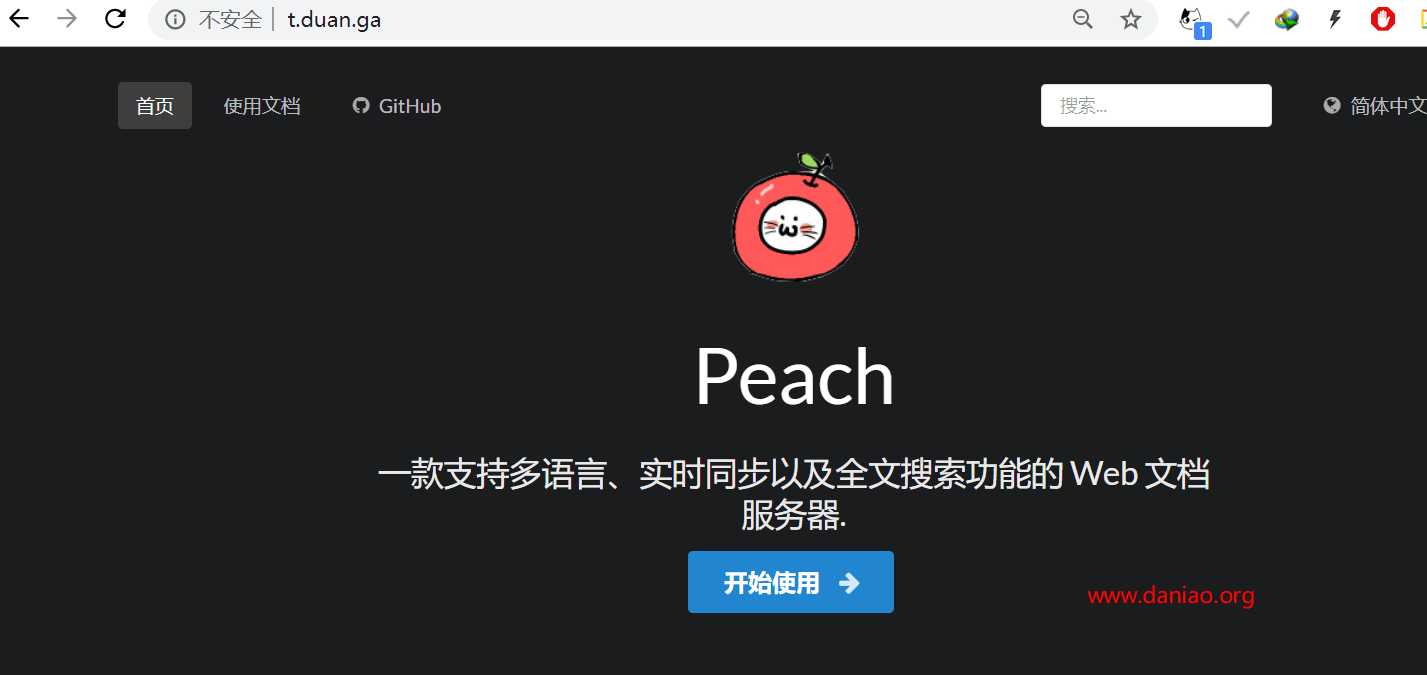 不安全 t.duan.ga
1
首页 使用文档 GitHub 搜索... 简体中文
Peach
一款支持多语言、实时同步以及全文搜索功能的 Web 文档
服务器.
开始使用
www.daniao.org